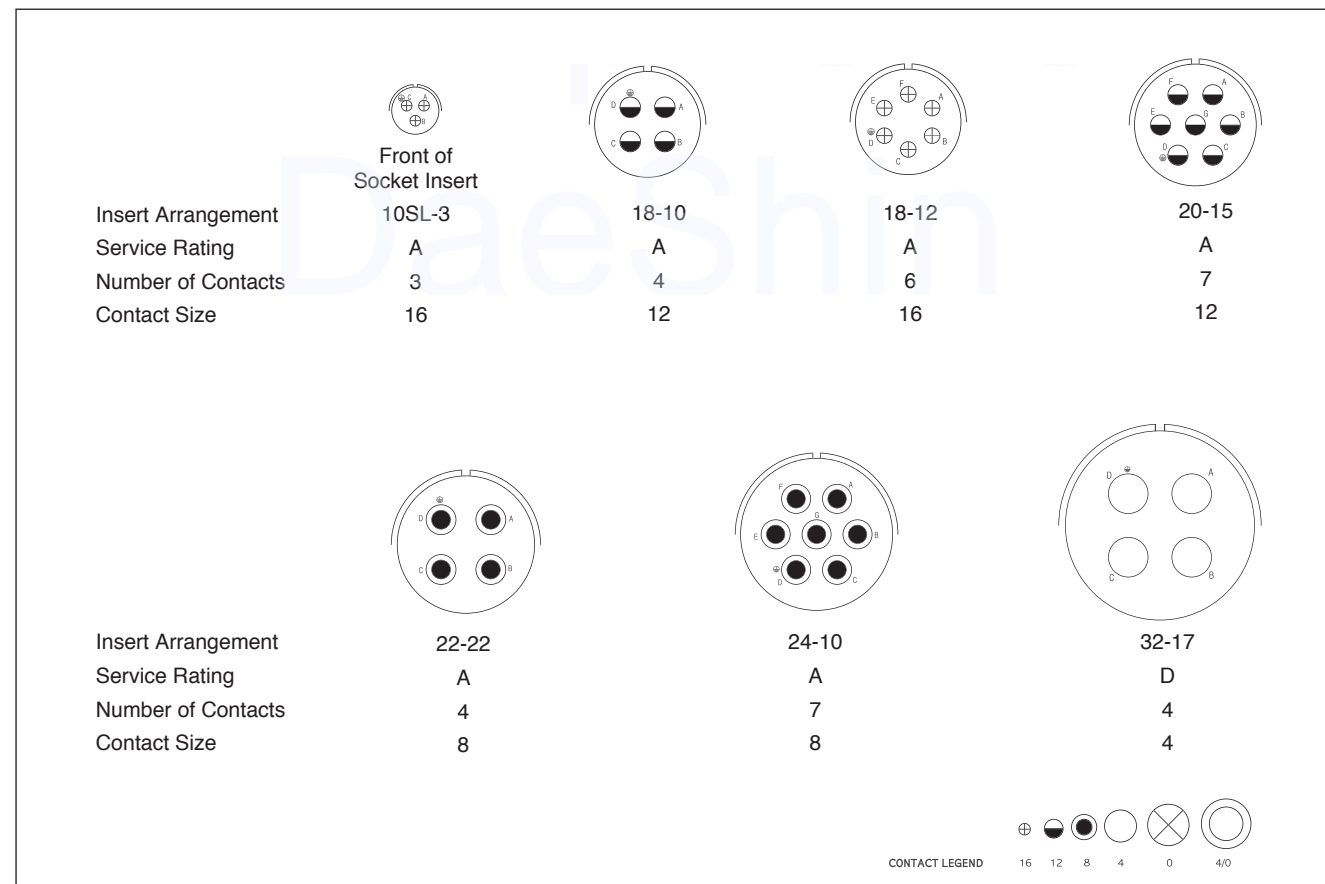 C A
B
D A
C B
F
E A
D B
C
F A
E G B
D C
Front of
Socket Insert
Insert Arrangement 10SL-3 18-10 18-12 20-15
Service Rating A A A A
Number of Contacts 3 4 6 7
Contact Size 16 12 16 12
DaeShin
D A
C B
F A
G
E B
D C
D A
C B
Insert Arrangement 22-22 24-10 32-17
Service Rating A A D
Number of Contacts 4 7 4
Contact Size 8 8 4
CONTACT LEGEND 16 12 8 4 0 4/0